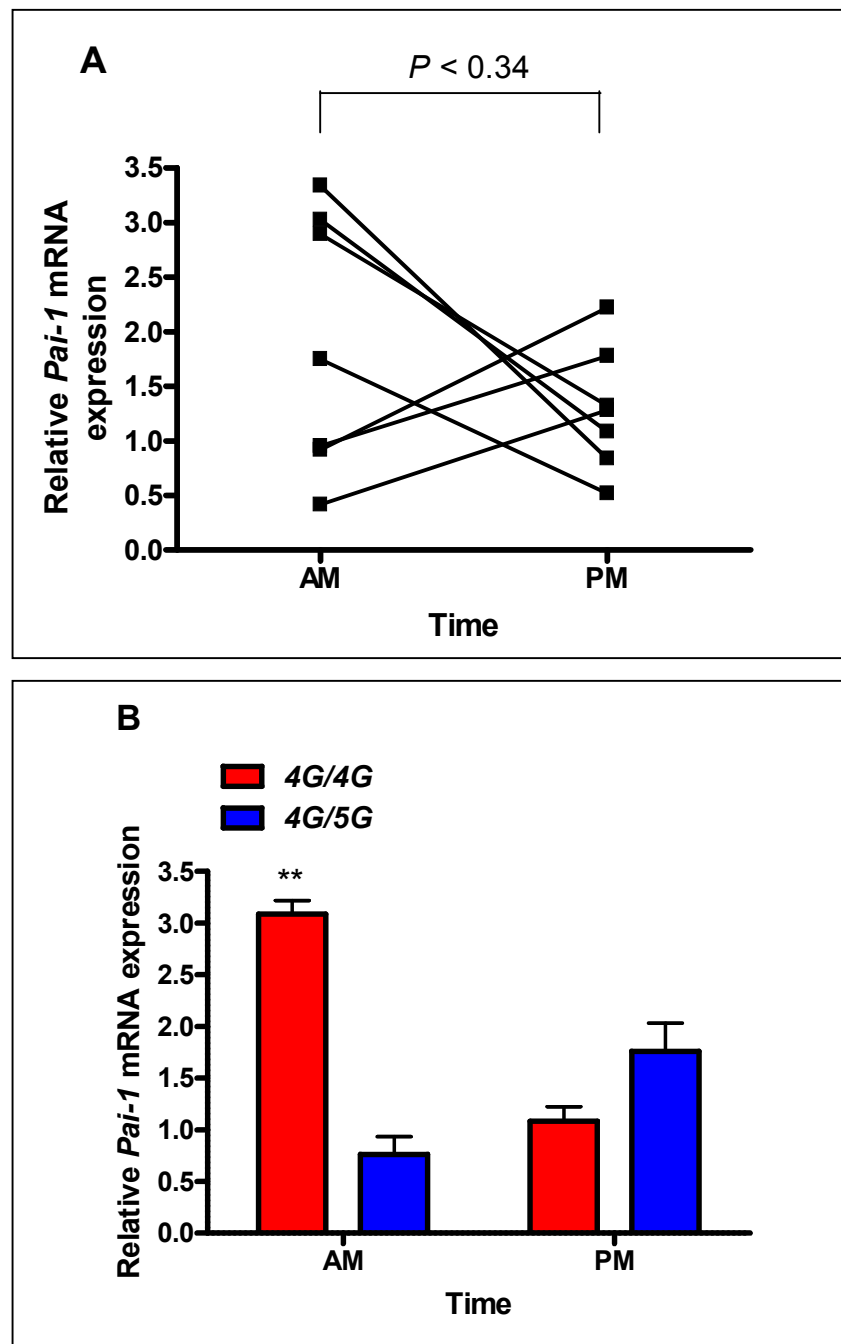 A
P < 0.34
Relative Pai-1 mRNA
expression
3.5
3.0
2.5
2.0
1.5
1.0
0.5
0.0
AM PM
Time
B
4G/4G
4G/5G
Relative Pai-1 mRNA expression
3.5
3.0
2.5
2.0
1.5
1.0
0.5
0.0
**
AM PM
Time